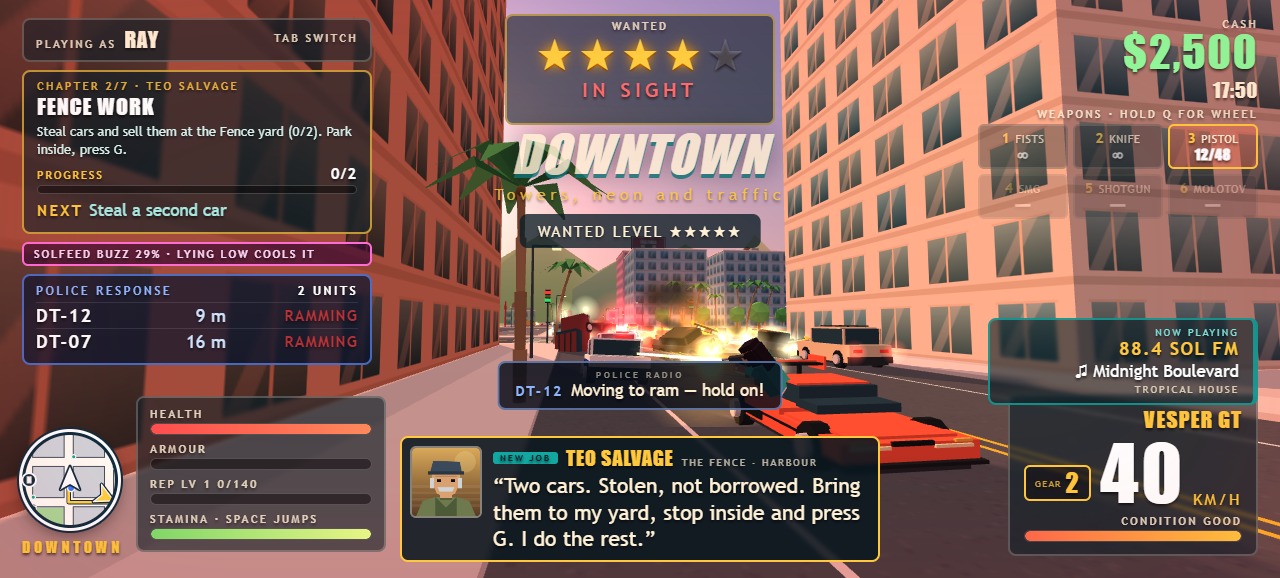 PLAYING AS RAY
TAB SWITCH
CHAPTER 2/7 · TEO SALVAGE
FENCE WORK
Steal cars and sell them at the Fence yard (0/2). Park
inside, press G.
PROGRESS 0/2
NEXT Steal a second car
SOLFEED BUZZ 29% · LYING LOW COOLS IT
POLICE RESPONSE 2 UNITS
DT-12 9 m RAMMING
DT-07 16 m RAMMING
HEALTH
ARMOUR
REP LV 1 0/140
STAMINA · SPACE JUMPS
DOWNTOWN
WANTED
★★★★★
IN SIGHT
DOWNTOWN
Towers, neon and traffic
WANTED LEVEL ★★★★★
POLICE RADIO
DT-12 Moving to ram — hold on!
NEW JOB TEO SALVAGE THE FENCE · HARBOUR
“Two cars. Stolen, not borrowed. Bring
them to my yard, stop inside and press
G. I do the rest.”
CASH
$2,500
17:50
WEAPONS · HOLD Q FOR WHEEL
1 FISTS 2 KNIFE 3 PISTOL
∞ ∞ 12/48
4 SMG 5 SHOTGUN 6 MOLOTOV
— — —
NOW PLAYING
88.4 SOL FM
♫ Midnight Boulevard
TROPICAL HOUSE
VESPER GT
GEAR 2 40 KM/H
CONDITION GOOD